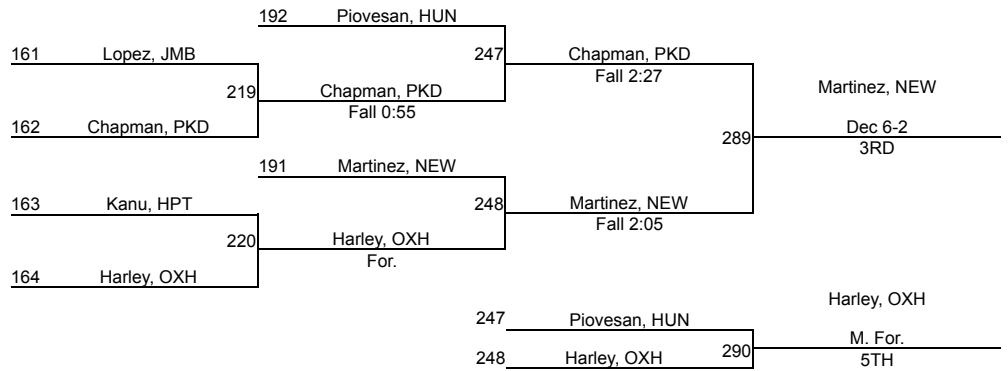 192 Piovesan, HUN
161 Lopez, JMB
247 Chapman, PKD
Fall 2:27
219 Chapman, PKD
Fall 0:55
Martinez, NEW
162 Chapman, PKD
289 Dec 6-2
3RD
191 Martinez, NEW
163 Kanu, HPT
248 Martinez, NEW
Fall 2:05
220 Harley, OXH
For.
164 Harley, OXH
Harley, OXH
247 Piovesan, HUN
290 M. For.
5TH
248 Harley, OXH